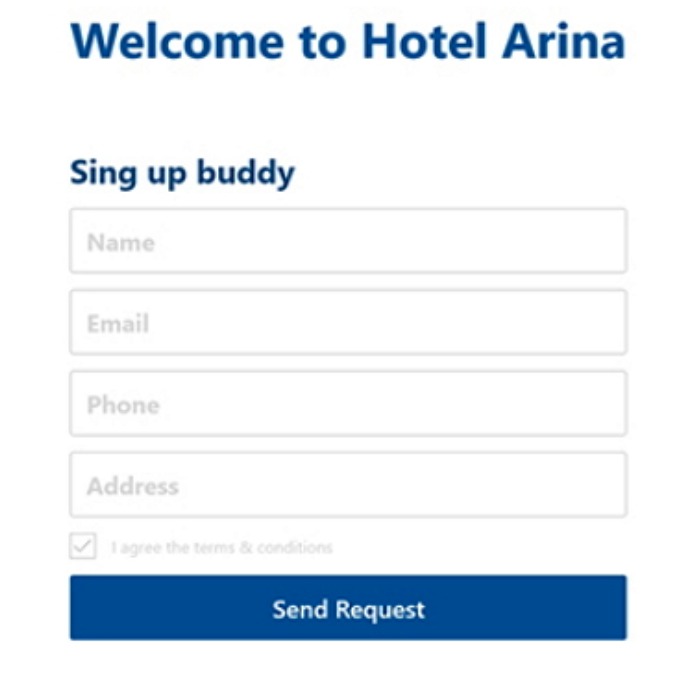 Welcome to Hotel Arina
Sing up buddy
Name
Email
Phone
Address
I agree the terms & conditions
Send Request